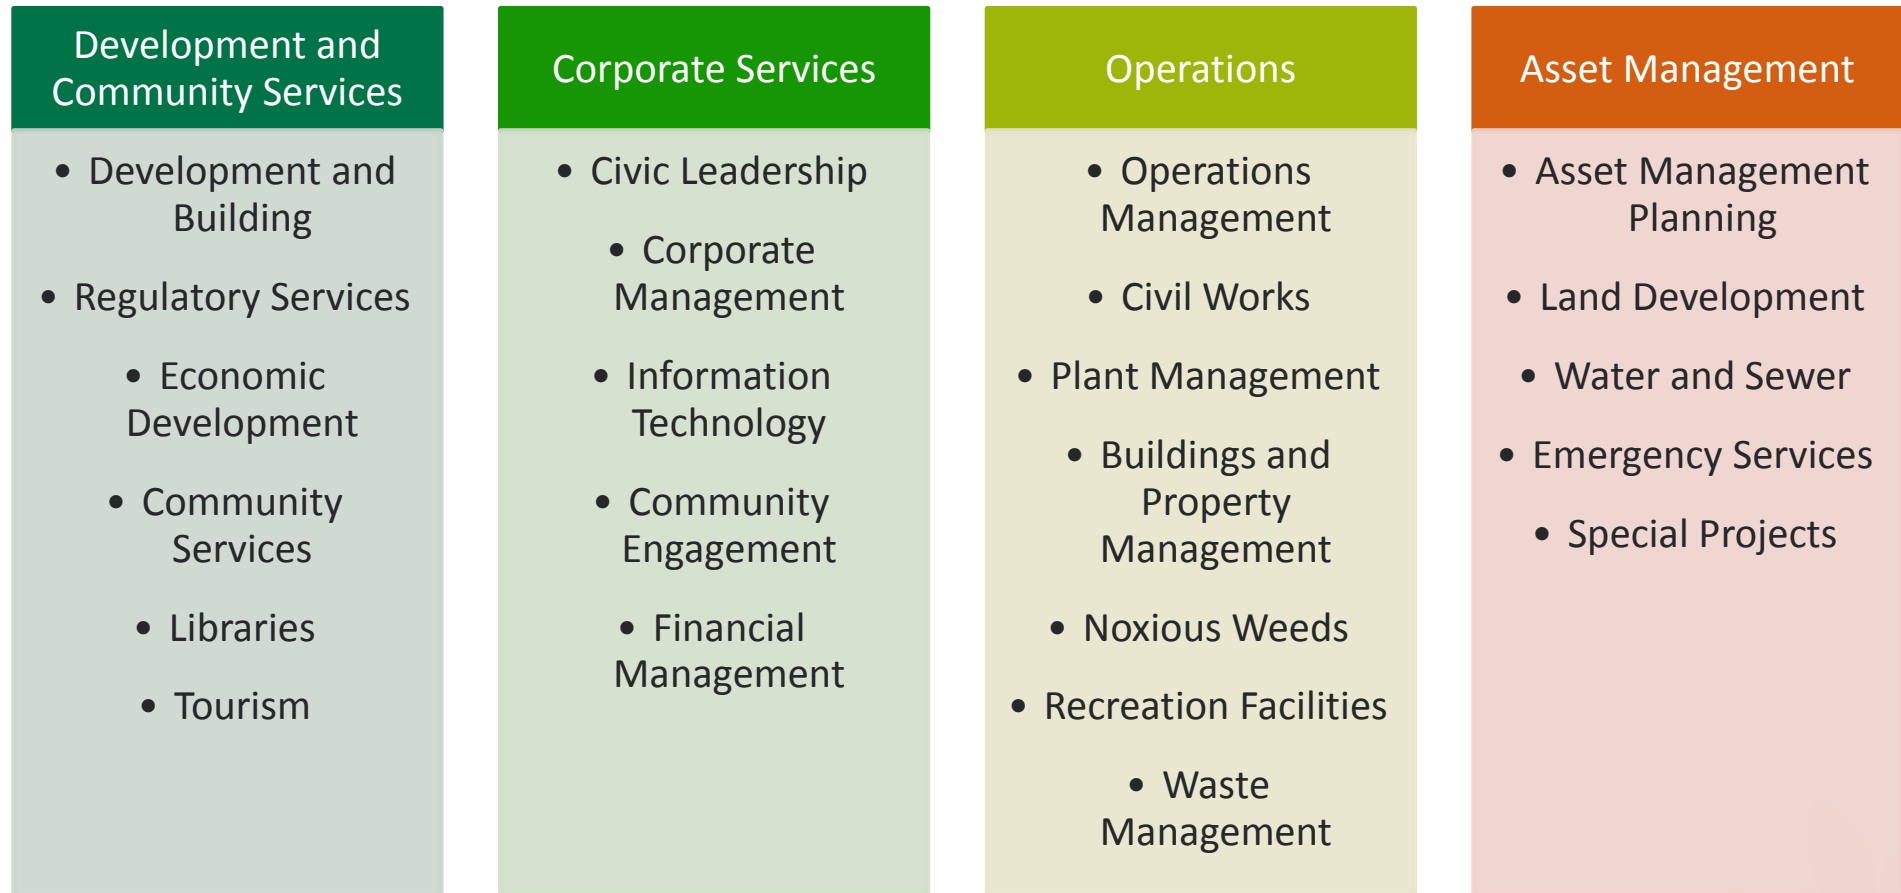 Development and
Community Services
• Development and
Building
• Regulatory Services
• Economic
Development
• Community
Services
• Libraries
• Tourism
Corporate Services
• Civic Leadership
• Corporate
Management
• Information
Technology
• Community
Engagement
• Financial
Management
Operations
• Operations
Management
• Civil Works
• Plant Management
• Buildings and
Property
Management
• Noxious Weeds
• Recreation Facilities
• Waste
Management
Asset Management
• Asset Management
Planning
• Land Development
• Water and Sewer
• Emergency Services
• Special Projects